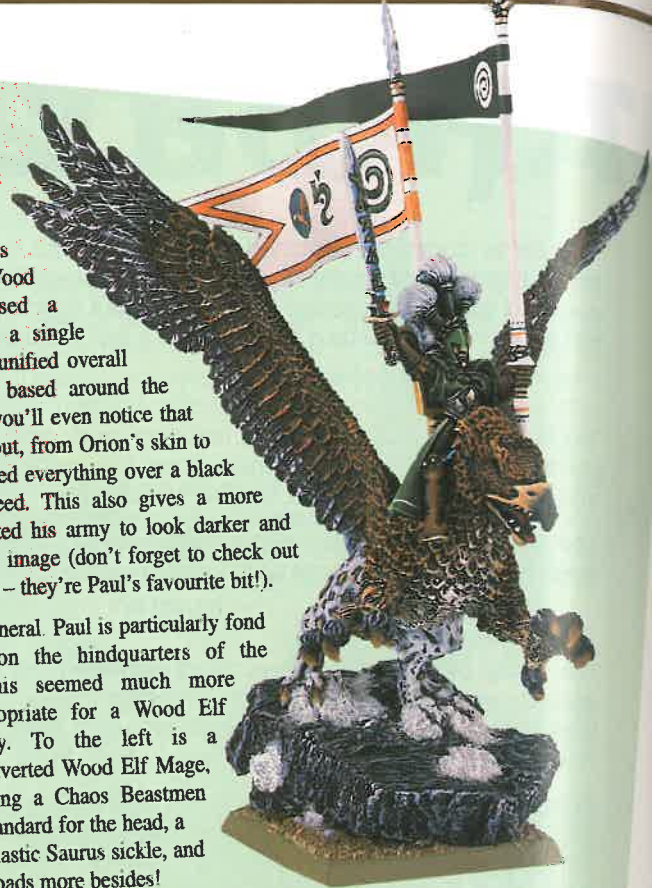 s
ood
sed a
a single
unified overall
based around the
you'll even notice that
out, from Orion's skin to
ed everything over a black
eed. This also gives a more
ted his army to look darker and
image (don't forget to check out
– they're Paul's favourite bit!).
neral. Paul is particularly fond
on the hindquarters of the
is seemed much more
opriate for a Wood Elf
y. To the left is a
verted Wood Elf Mage,
ng a Chaos Beastmen
andard for the head, a
lastic Saurus sickle, and
oads more besides!